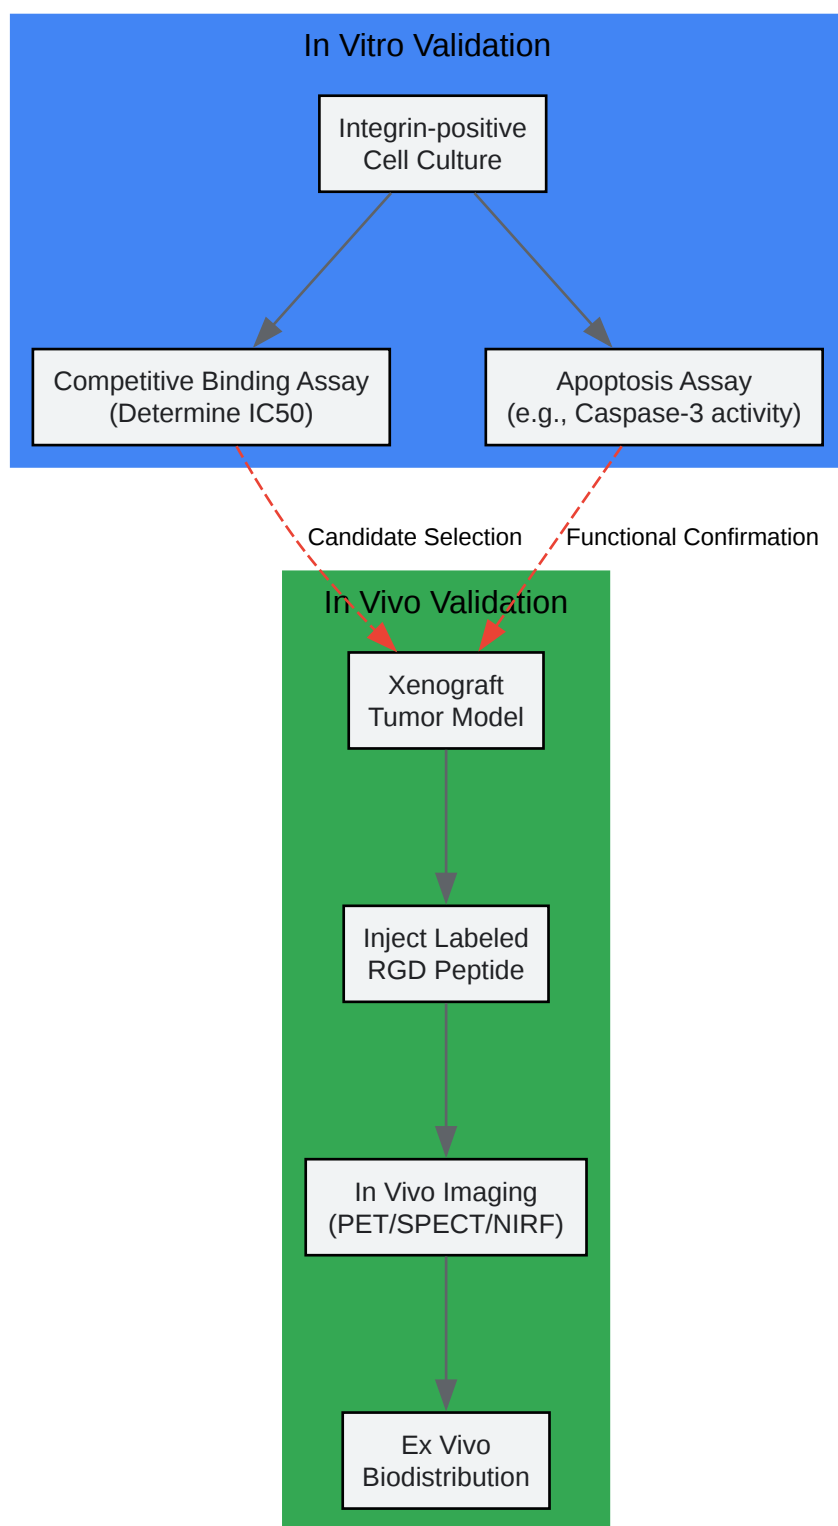 In Vitro Validation
Integrin-positive
Cell Culture
Competitive Binding Assay
(Determine IC50)
Apoptosis Assay
(e.g., Caspase-3 activity)
Candidate Selection
Functional Confirmation
In Vivo Validation
Xenograft
Tumor Model
Inject Labeled
RGD Peptide
In Vivo Imaging
(PET/SPECT/NIRF)
Ex Vivo
Biodistribution